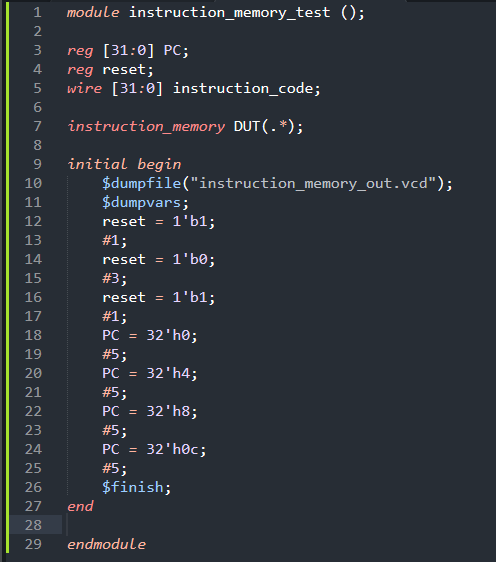 1 module instruction_memory_test ();
2
3 reg [31:0] PC;
4 reg reset;
5 wire [31:0] instruction_code;
6
7 instruction_memory DUT(.*);
8
9 initial begin
10 $dumpfile("instruction_memory_out.vcd");
11 $dumpvars;
12 reset = 1'b1;
13 #1;
14 reset = 1'b0;
15 #3;
16 reset = 1'b1;
17 #1;
18 PC = 32'h0;
19 #5;
20 PC = 32'h4;
21 #5;
22 PC = 32'h8;
23 #5;
24 PC = 32'h0c;
25 #5;
26 $finish;
27 end
28
29 endmodule